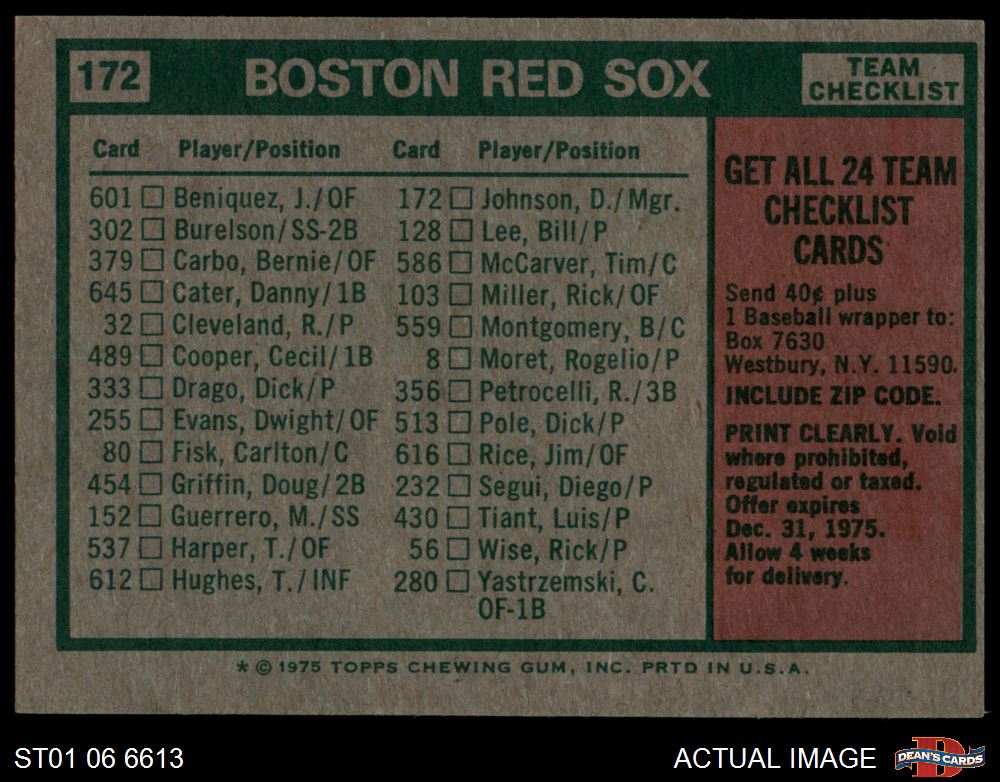 172 BOSTON RED SOX TEAM CHECKLIST
Card Player/Position
601 Beniquez, J./OF
302 Burelson/SS-2B
379 Carbo, Bernie/OF
645 Cater, Danny/1B
32 Cleveland, R./P
489 Cooper, Cecil/1B
333 Drago, Dick/P
255 Evans, Dwight/OF
80 Fisk, Carlton/C
454 Griffin, Doug/2B
152 Guerrero, M./SS
537 Harper, T./OF
612 Hughes, T./INF
Card Player/Position
172 Johnson, D./Mgr.
128 Lee, Bill/P
586 McCarver, Tim/C
103 Miller, Rick/OF
559 Montgomery, B/C
8 Moret, Rogelio/P
356 Petrocelli, R./3B
513 Pole, Dick/P
616 Rice, Jim/OF
232 Segui, Diego/P
430 Tiant, Luis/P
56 Wise, Rick/P
280 Yastrzemski, C.
OF-1B
GET ALL 24 TEAM
CHECKLIST
CARDS
Send 40¢ plus
1 Baseball wrapper to:
Box 7630
Westbury, N.Y. 11590.
INCLUDE ZIP CODE.
PRINT CLEARLY. Void
where prohibited,
regulated or taxed.
Offer expires
Dec. 31, 1975.
Allow 4 weeks
for delivery.
* © 1975 TOPPS CHEWING GUM, INC. PRTD IN U.S.A.
ST01 06 6613
ACTUAL IMAGE
D
DEAN'S CARDS